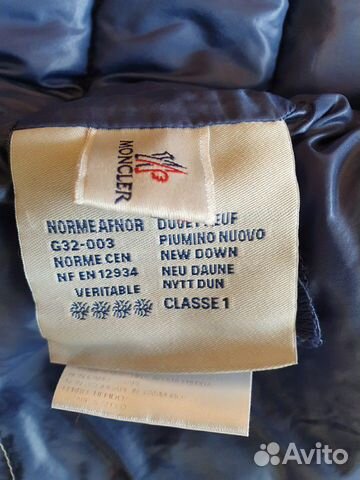 MONCLER
NORME AFNOR
G32-003
NORME CEN
NF EN 12934
VERITABLE
DUVET NEUF
PIUMINO NUOVO
NEW DOWN
NEU DAUNE
NYTT DUN
CLASSE 1
Avito